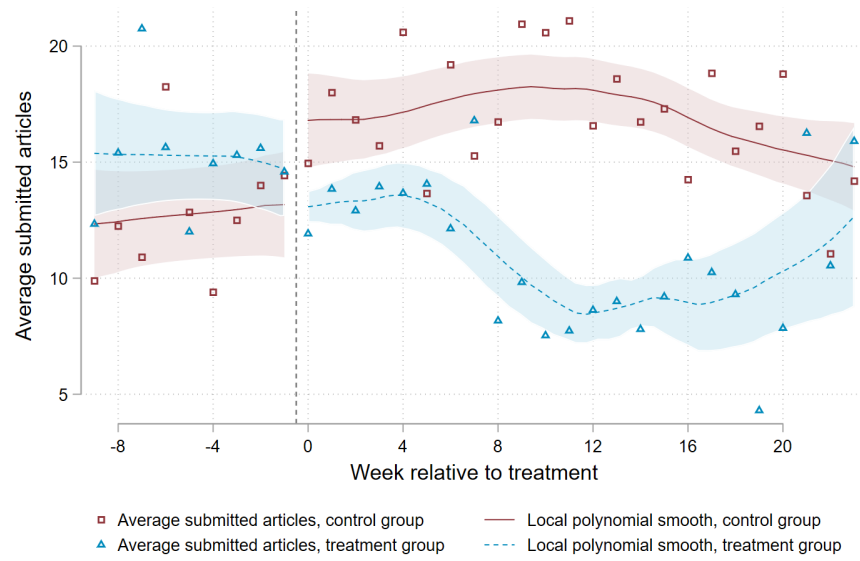 Average submitted articles
20
15
10
5
-8 -4 0 4 8 12 16 20
Week relative to treatment
Average submitted articles, control group Local polynomial smooth, control group
Average submitted articles, treatment group Local polynomial smooth, treatment group